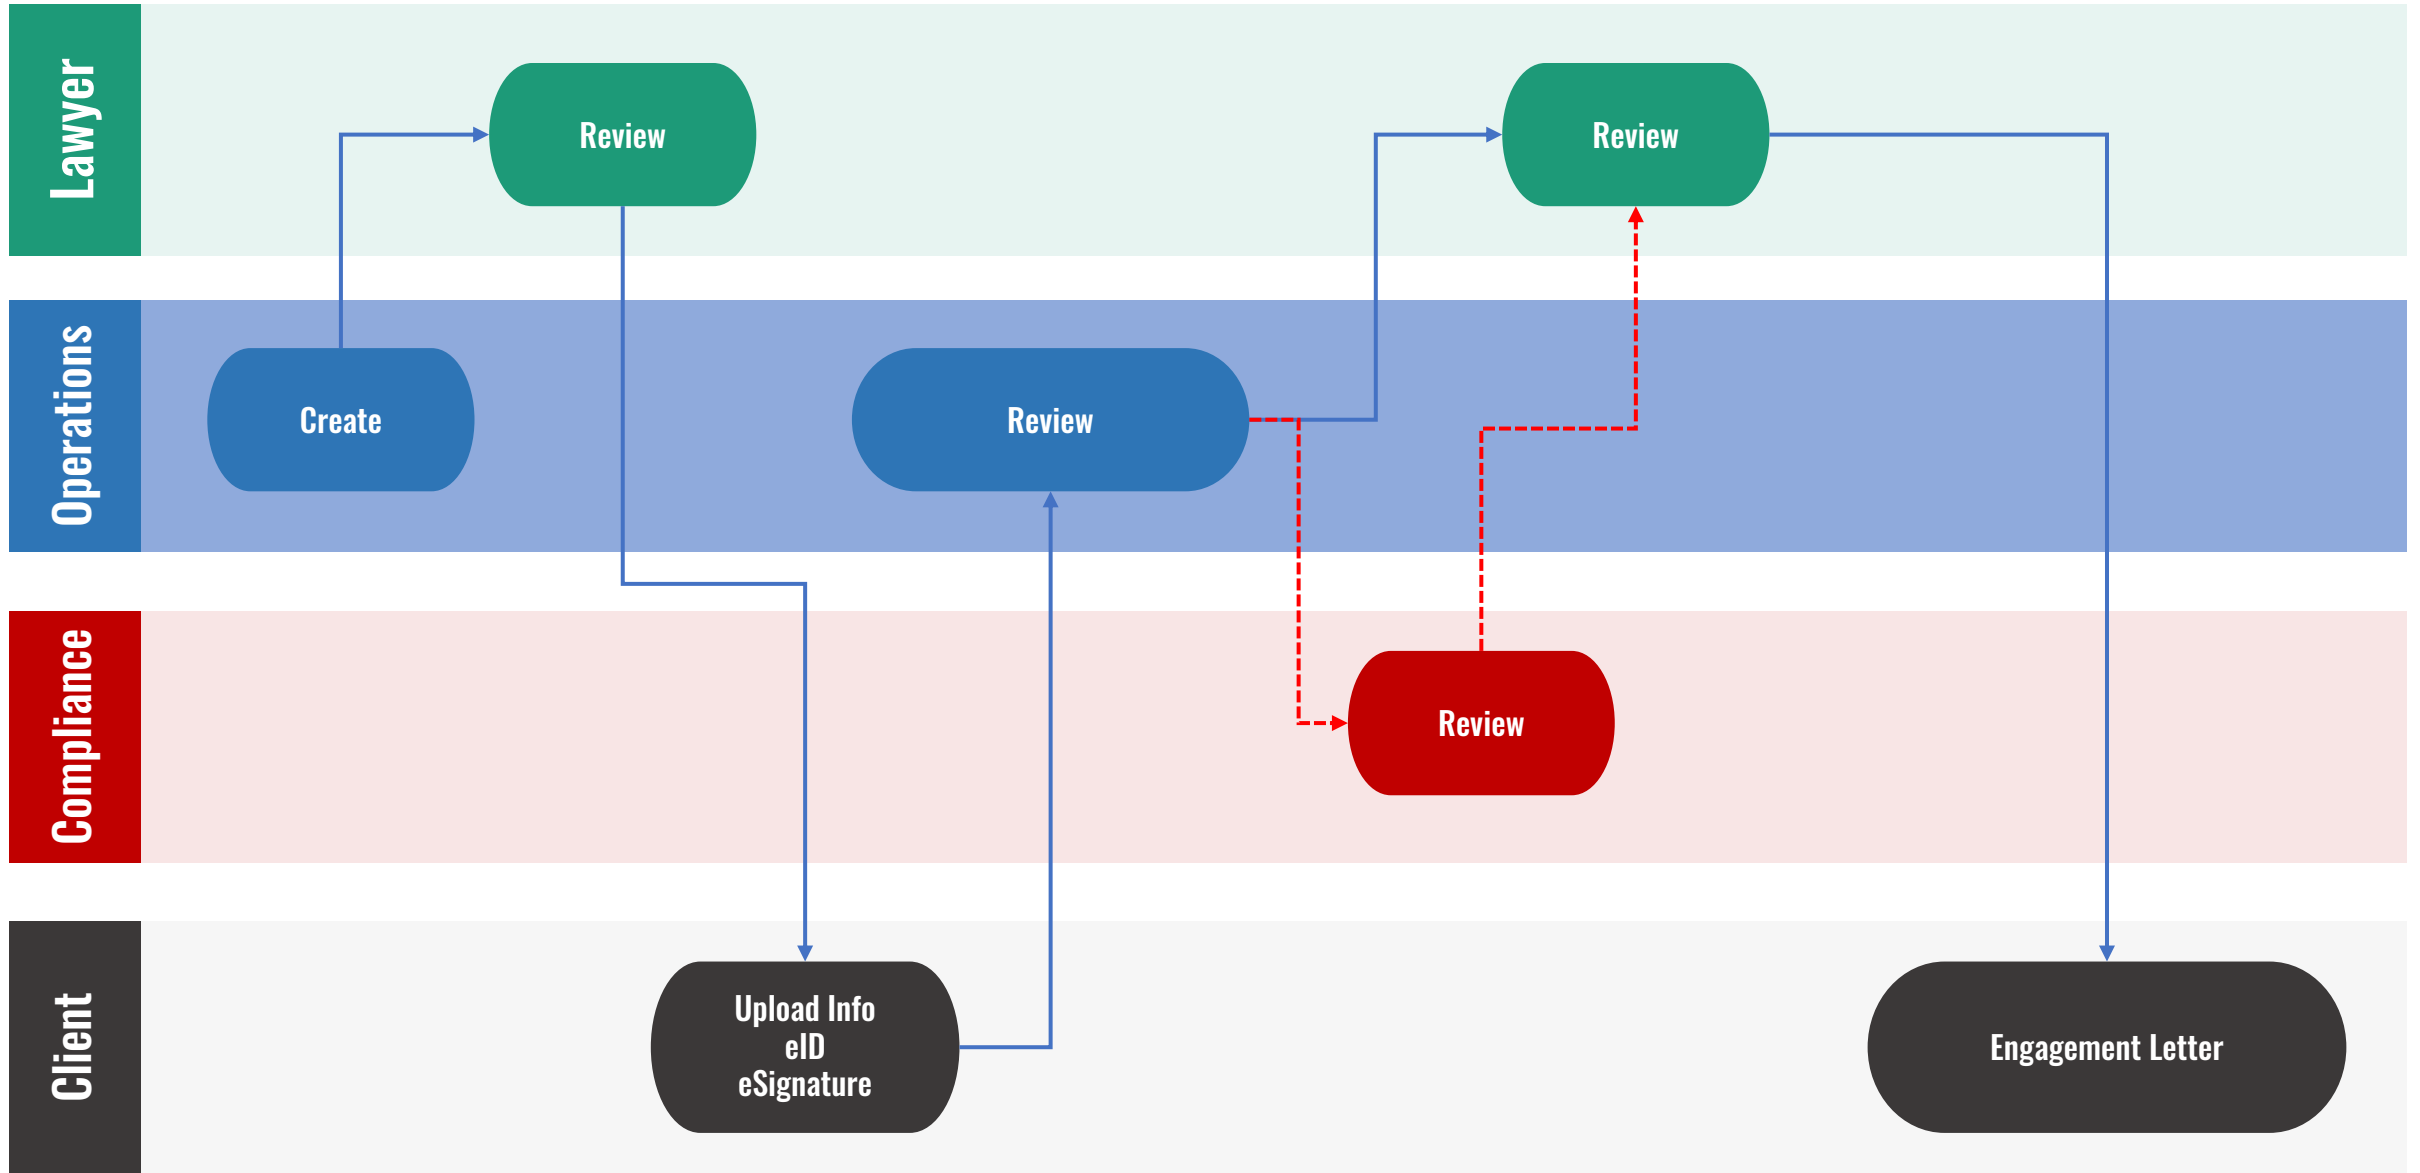 Lawyer
Review
Review
Operations
Create
Review
Compliance
Review
Client
Upload Info
eID
eSignature
Engagement Letter